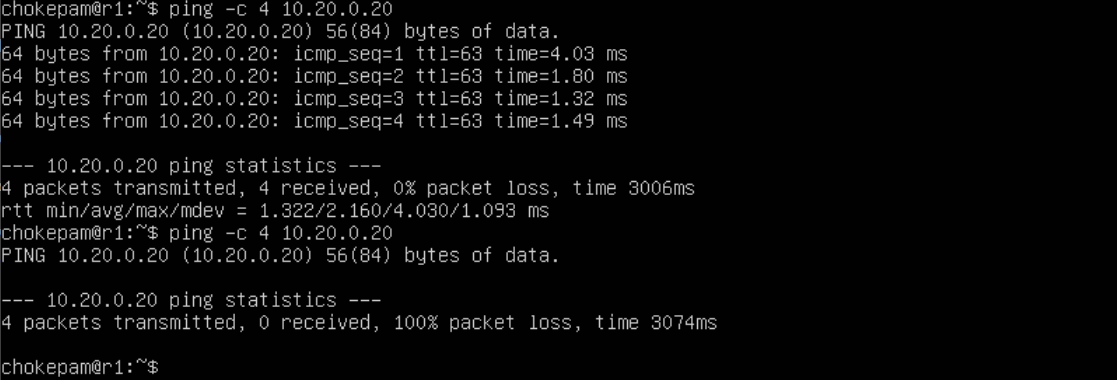 chokepam@r1:~$ ping -c 4 10.20.0.20
PING 10.20.0.20 (10.20.0.20) 56(84) bytes of data.
64 bytes from 10.20.0.20: icmp_seq=1 ttl=63 time=4.03 ms
64 bytes from 10.20.0.20: icmp_seq=2 ttl=63 time=1.80 ms
64 bytes from 10.20.0.20: icmp_seq=3 ttl=63 time=1.32 ms
64 bytes from 10.20.0.20: icmp_seq=4 ttl=63 time=1.49 ms
--- 10.20.0.20 ping statistics ---
4 packets transmitted, 4 received, 0% packet loss, time 3006ms
rtt min/avg/max/mdev = 1.322/2.160/4.030/1.093 ms
chokepam@r1:~$ ping -c 4 10.20.0.20
PING 10.20.0.20 (10.20.0.20) 56(84) bytes of data.
--- 10.20.0.20 ping statistics ---
4 packets transmitted, 0 received, 100% packet loss, time 3074ms
chokepam@r1:~$